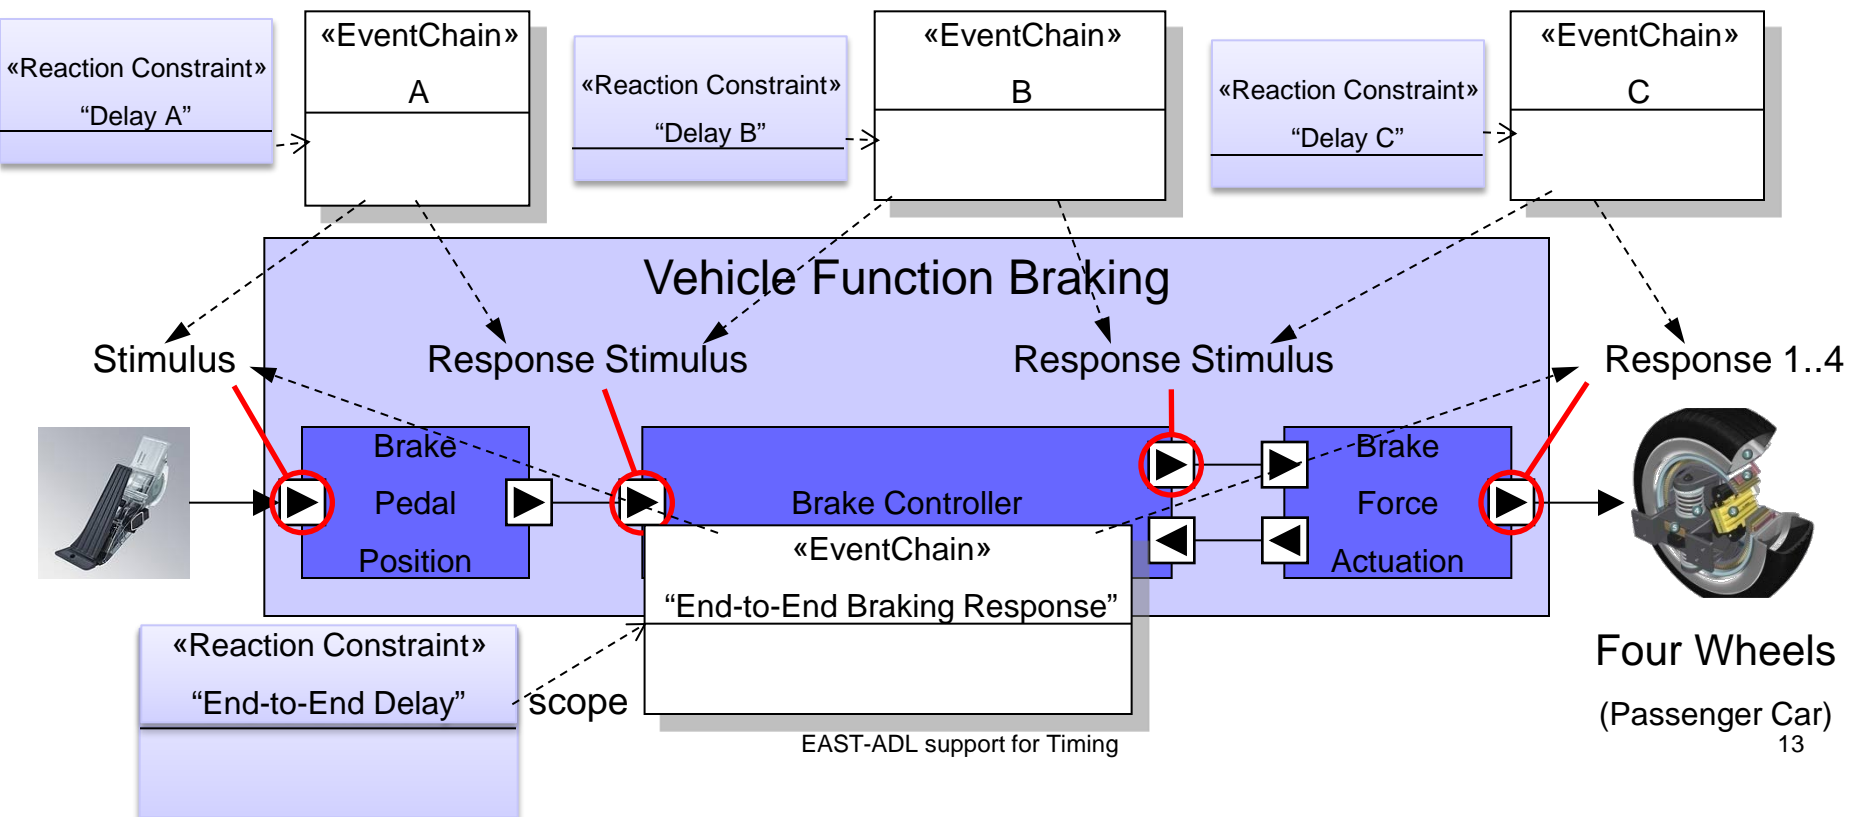 «EventChain»
A
«Reaction Constraint»
“Delay A”
«EventChain»
B
«Reaction Constraint»
“Delay B”
«EventChain»
C
«Reaction Constraint»
“Delay C”
Vehicle Function Braking
Stimulus
Response Stimulus
Response Stimulus
Response 1..4
Brake
Pedal
Position
Brake Controller
Brake
Force
Actuation
«EventChain»
“End-to-End Braking Response”
«Reaction Constraint»
“End-to-End Delay”
scope
Four Wheels
(Passenger Car)
EAST-ADL support for Timing
13